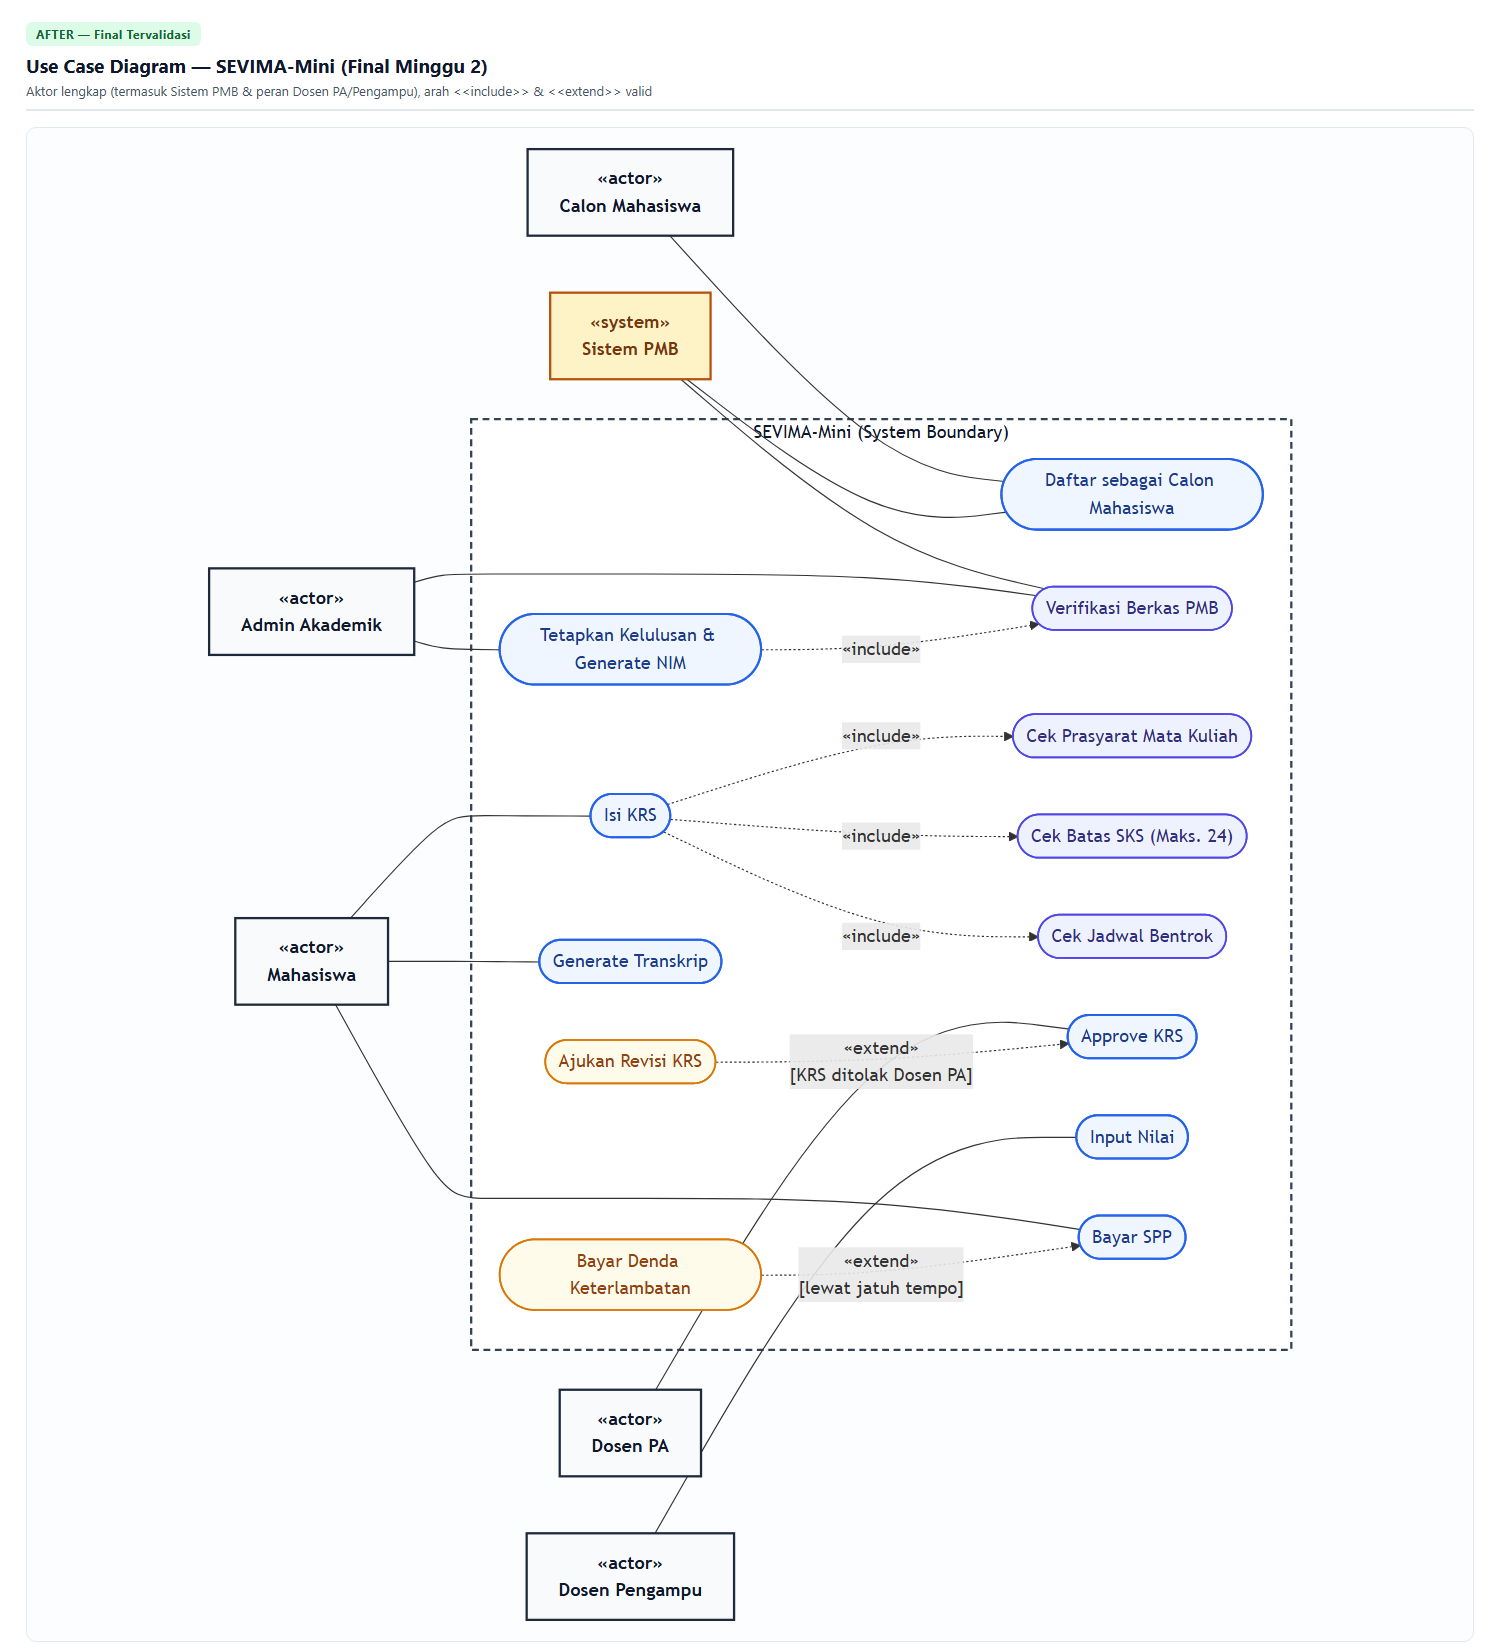 AFTER — Final Tervalidasi
Use Case Diagram — SEVIMA-Mini (Final Minggu 2)
Aktor lengkap (termasuk Sistem PMB & peran Dosen PA/Pengampu), arah <<include>> & <<extend>> valid
«actor»
Calon Mahasiswa
«system»
Sistem PMB
SEVIMA-Mini (System Boundary)
Daftar sebagai Calon
Mahasiswa
«actor»
Admin Akademik
Verifikasi Berkas PMB
Tetapkan Kelulusan &
Generate NIM
«include»
«include»
Cek Prasyarat Mata Kuliah
Isi KRS
«include»
Cek Batas SKS (Maks. 24)
«include»
Cek Jadwal Bentrok
«actor»
Mahasiswa
Generate Transkrip
Approve KRS
Ajukan Revisi KRS
«extend»
[KRS ditolak Dosen PA]
Input Nilai
Bayar SPP
Bayar Denda
Keterlambatan
«extend»
[lewat jatuh tempo]
«actor»
Dosen PA
«actor»
Dosen Pengampu